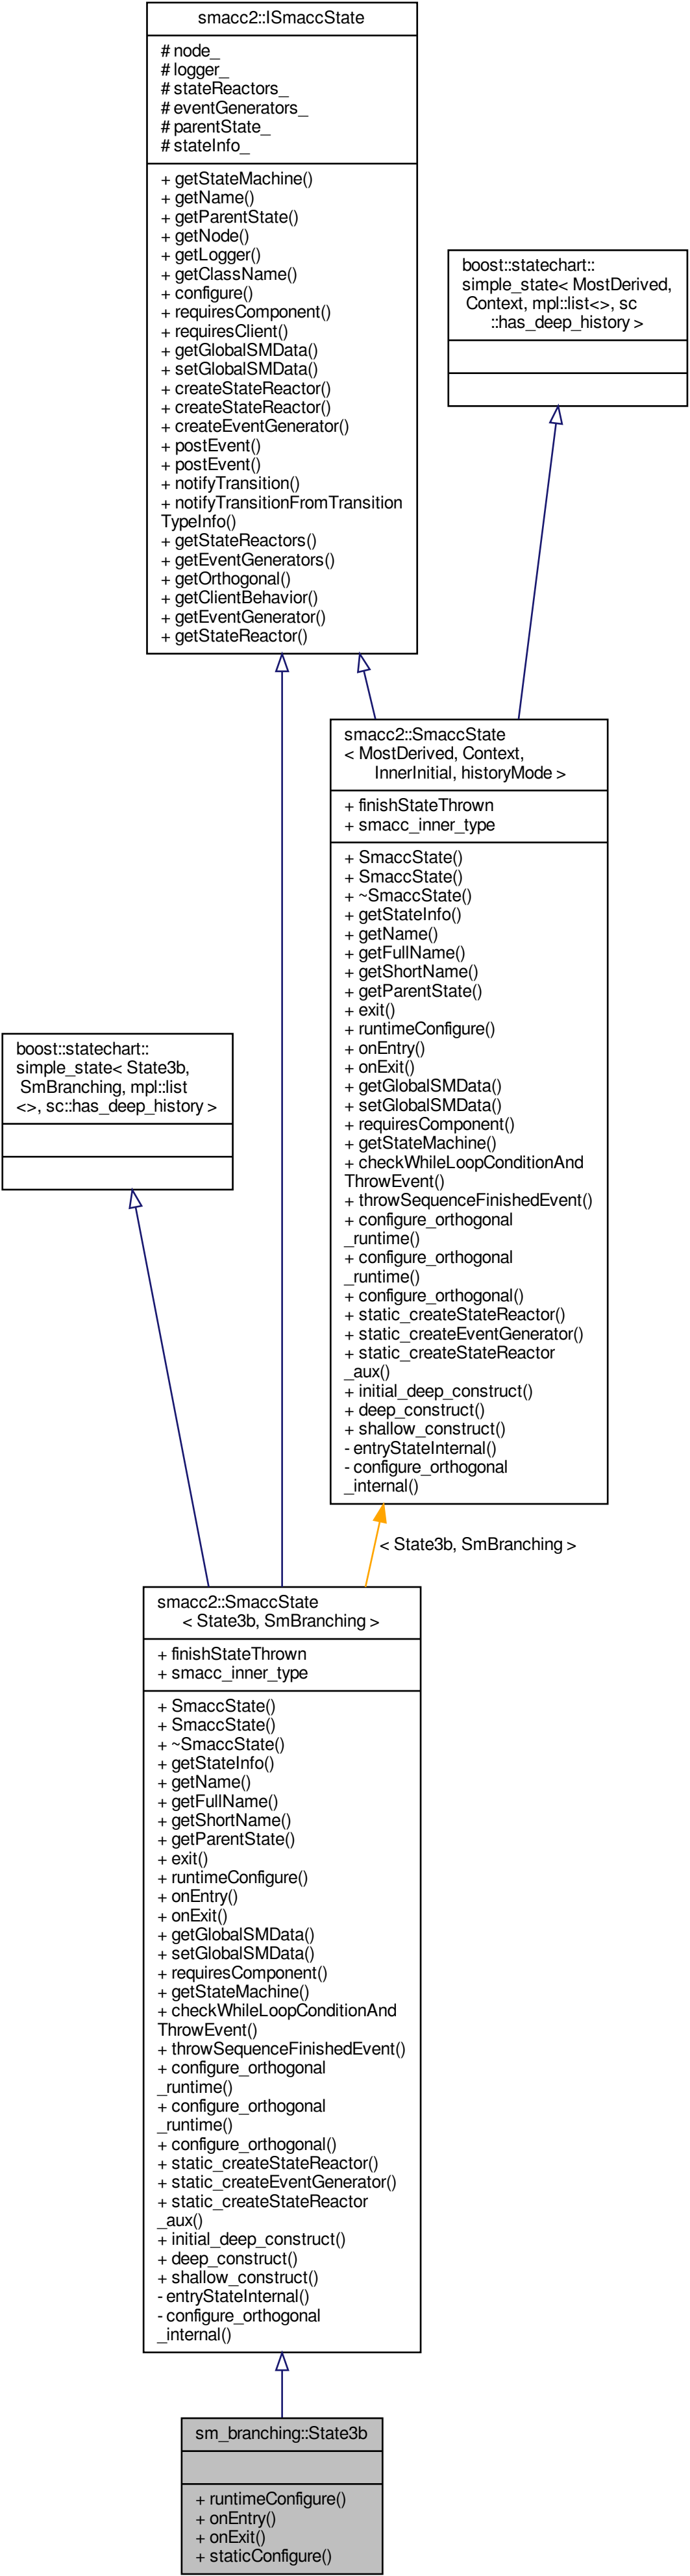 smacc2::ISmaccState
# node_
# logger_
# stateReactors_
# eventGenerators_
# parentState_
# stateInfo_
+ getStateMachine()
+ getName()
+ getParentState()
+ getNode()
+ getLogger()
+ getClassName()
+ configure()
+ requiresComponent()
+ requiresClient()
+ getGlobalSMData()
+ setGlobalSMData()
+ createStateReactor()
+ createStateReactor()
+ createEventGenerator()
+ postEvent()
+ postEvent()
+ notifyTransition()
+ notifyTransitionFromTransition
TypeInfo()
+ getStateReactors()
+ getEventGenerators()
+ getOrthogonal()
+ getClientBehavior()
+ getEventGenerator()
+ getStateReactor()
boost::statechart::
simple_state< MostDerived,
Context, mpl::list<>, sc
::has_deep_history >
smacc2::SmaccState
< MostDerived, Context,
InnerInitial, historyMode >
+ finishStateThrown
+ smacc_inner_type
+ SmaccState()
+ SmaccState()
+ ~SmaccState()
+ getStateInfo()
+ getName()
+ getFullName()
+ getShortName()
+ getParentState()
+ exit()
+ runtimeConfigure()
+ onEntry()
+ onExit()
+ getGlobalSMData()
+ setGlobalSMData()
+ requiresComponent()
+ getStateMachine()
+ checkWhileLoopConditionAnd
ThrowEvent()
+ throwSequenceFinishedEvent()
+ configure_orthogonal
_runtime()
+ configure_orthogonal
_runtime()
+ configure_orthogonal()
+ static_createStateReactor()
+ static_createEventGenerator()
+ static_createStateReactor
_aux()
+ initial_deep_construct()
+ deep_construct()
+ shallow_construct()
- entryStateInternal()
- configure_orthogonal
_internal()
boost::statechart::
simple_state< State3b,
SmBranching, mpl::list
<>, sc::has_deep_history >
< State3b, SmBranching >
smacc2::SmaccState
< State3b, SmBranching >
+ finishStateThrown
+ smacc_inner_type
+ SmaccState()
+ SmaccState()
+ ~SmaccState()
+ getStateInfo()
+ getName()
+ getFullName()
+ getShortName()
+ getParentState()
+ exit()
+ runtimeConfigure()
+ onEntry()
+ onExit()
+ getGlobalSMData()
+ setGlobalSMData()
+ requiresComponent()
+ getStateMachine()
+ checkWhileLoopConditionAnd
ThrowEvent()
+ throwSequenceFinishedEvent()
+ configure_orthogonal
_runtime()
+ configure_orthogonal
_runtime()
+ configure_orthogonal()
+ static_createStateReactor()
+ static_createEventGenerator()
+ static_createStateReactor
_aux()
+ initial_deep_construct()
+ deep_construct()
+ shallow_construct()
- entryStateInternal()
- configure_orthogonal
_internal()
sm_branching::State3b
+ runtimeConfigure()
+ onEntry()
+ onExit()
+ staticConfigure()